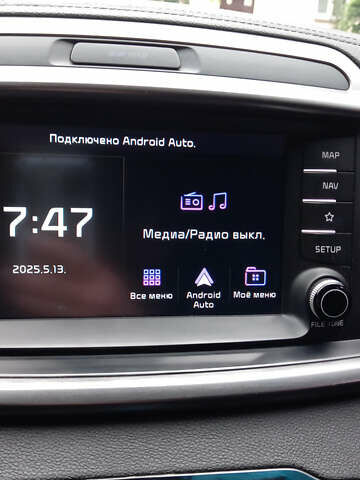 Подключено Android Auto.
MAP
NAV
SETUP
FILE TUNE
7:47
2025.5.13.
Медиа/Радио выкл.
Все меню
Android
Auto
Моё меню